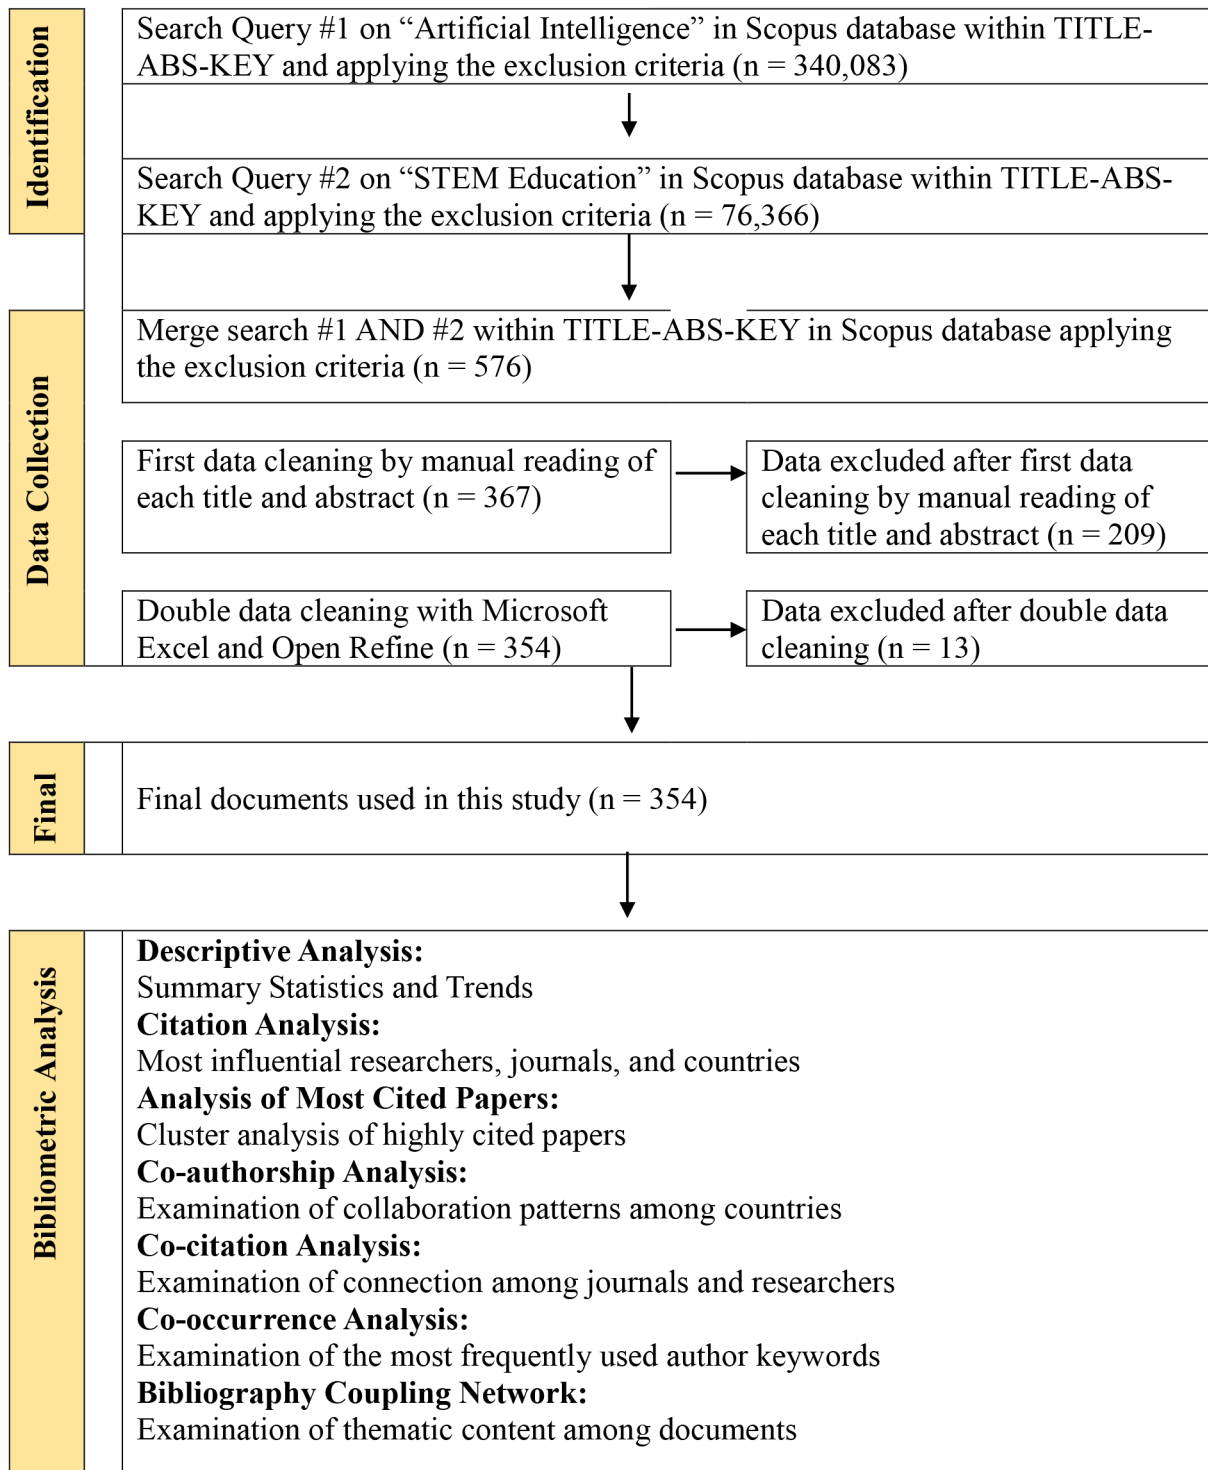 Identification
Search Query #1 on “Artificial Intelligence” in Scopus database within TITLE-
ABS-KEY and applying the exclusion criteria (n = 340,083)
Search Query #2 on “STEM Education” in Scopus database within TITLE-ABS-
KEY and applying the exclusion criteria (n = 76,366)
Data Collection
Merge search #1 AND #2 within TITLE-ABS-KEY in Scopus database applying
the exclusion criteria (n = 576)
First data cleaning by manual reading of
each title and abstract (n = 367)
Data excluded after first data
cleaning by manual reading of
each title and abstract (n = 209)
Double data cleaning with Microsoft
Excel and Open Refine (n = 354)
Data excluded after double data
cleaning (n = 13)
Final
Final documents used in this study (n = 354)
Bibliometric Analysis
Descriptive Analysis:
Summary Statistics and Trends
Citation Analysis:
Most influential researchers, journals, and countries
Analysis of Most Cited Papers:
Cluster analysis of highly cited papers
Co-authorship Analysis:
Examination of collaboration patterns among countries
Co-citation Analysis:
Examination of connection among journals and researchers
Co-occurrence Analysis:
Examination of the most frequently used author keywords
Bibliography Coupling Network:
Examination of thematic content among documents